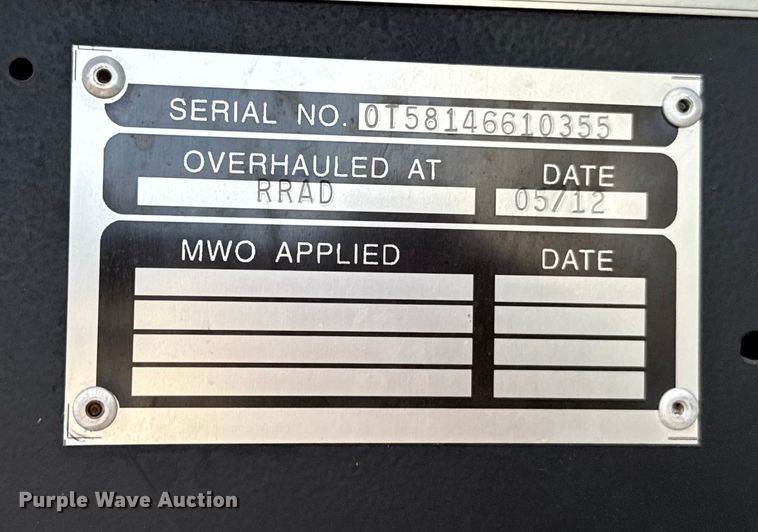 SERIAL NO. 0T58146610355
OVERHAULED AT DATE
RRAD 05/12
MWO APPLIED DATE
Purple Wave Auction